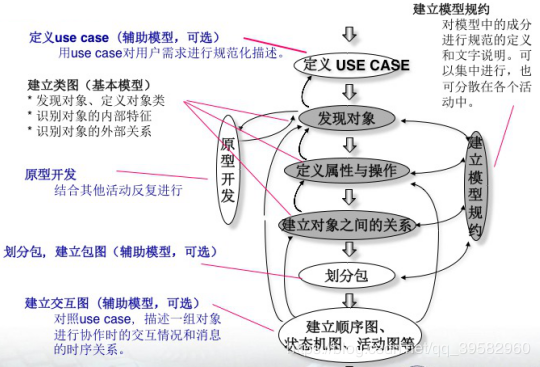 定义use case（辅助模型，可选）
用use case对用户需求进行规范化描述。
建立类图（基本模型）
* 发现对象、定义对象类
* 识别对象的内部特征
* 识别对象的外部关系
原型开发
结合其他活动反复进行
划分包，建立包图（辅助模型，可选）
建立交互图（辅助模型，可选）
对照use case，描述一组对象
进行协作时的交互情况和消息
的时序关系。
原型开发
定义 USE CASE
发现对象
定义属性与操作
建立对象之间的关系
划分包
建立顺序图、
状态机图、活动图等
建立模型规约
建立模型规约
对模型中的成分
进行规范的定义
和文字说明。可
以集中进行，也
可分散在各个活
动中。
https://blog.csdn.net/qq_39582960